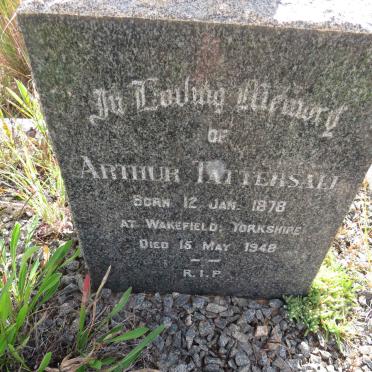 In Loving Memory
OF
ARTHUR TATTERSALL
BORN 12 JAN. 1878
AT WAKEFIELD, YORKSHIRE
DIED 15 MAY 1948
R.I.P.